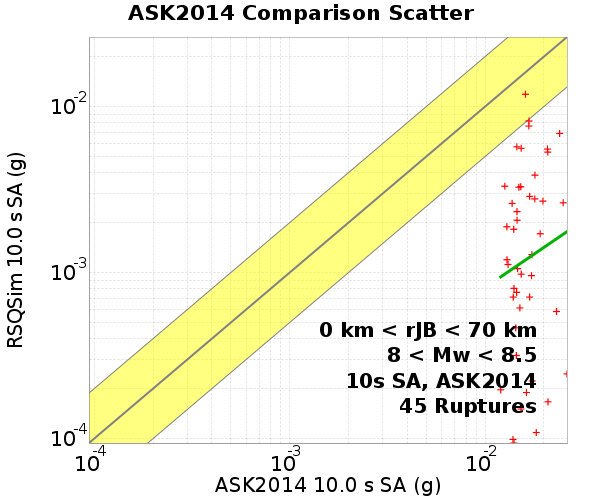 ASK2014 Comparison Scatter
RSQSim 10.0 s SA (g)
10-2
10-3
10-4
0 km < rJB < 70 km
8 < Mw < 8.5
10s SA, ASK2014
45 Ruptures
10-4
10-3
10-2
ASK2014 10.0 s SA (g)